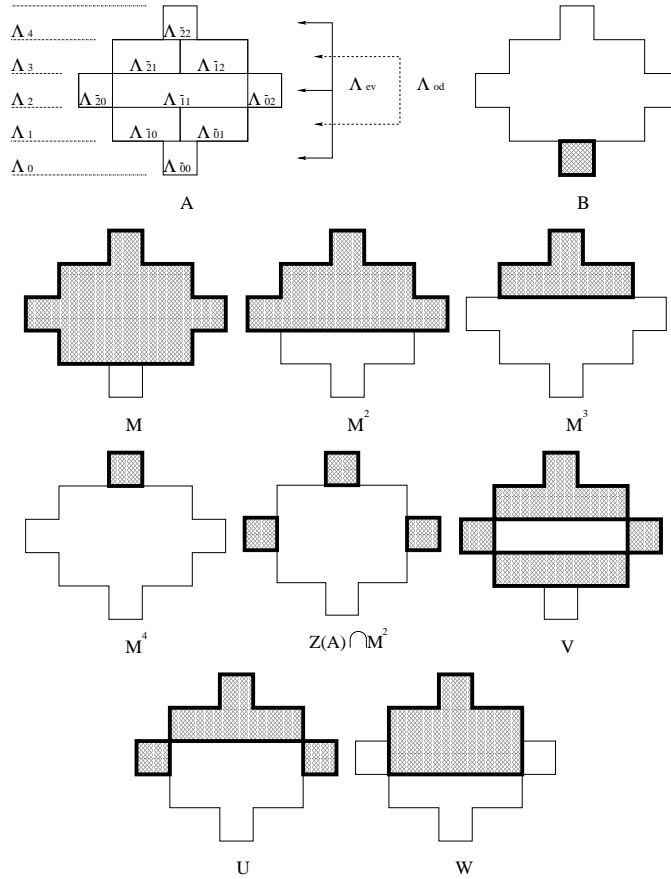 Λ 4 Λ 22
Λ 3 Λ 21 Λ 12
Λ 2 Λ 20 Λ 11 Λ 02 Λ ev Λ od
Λ 1 Λ 10 Λ 01
Λ 0 Λ 00
A B
M M² M³
M⁴ Z(A)⋂M² V
U W